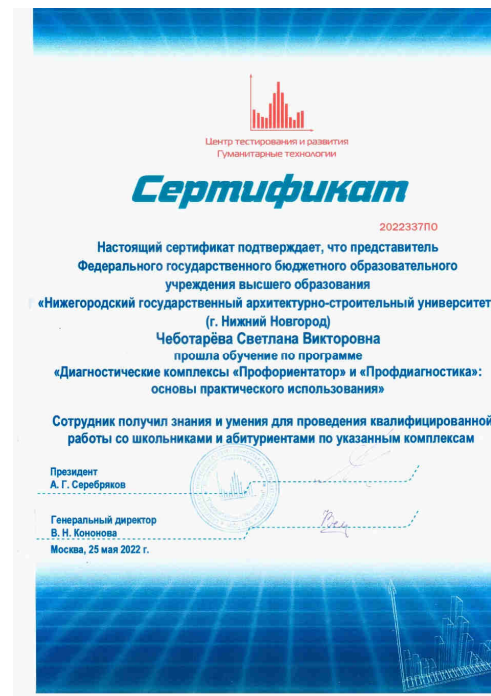 Центр тестирования и развития
Гуманитарные технологии
Сертификат
2022337ПО
Настоящий сертификат подтверждает, что представитель
Федерального государственного бюджетного образовательного
учреждения высшего образования
«Нижегородский государственный архитектурно-строительный университет
(г. Нижний Новгород)
Чеботарёва Светлана Викторовна
прошла обучение по программе
«Диагностические комплексы «Профориентатор» и «Профдиагностика»:
основы практического использования»
Сотрудник получил знания и умения для проведения квалифицированной
работы со школьниками и абитуриентами по указанным комплексам
Президент
А. Г. Серебряков
Генеральный директор
В. Н. Кононова
Москва, 25 мая 2022 г.